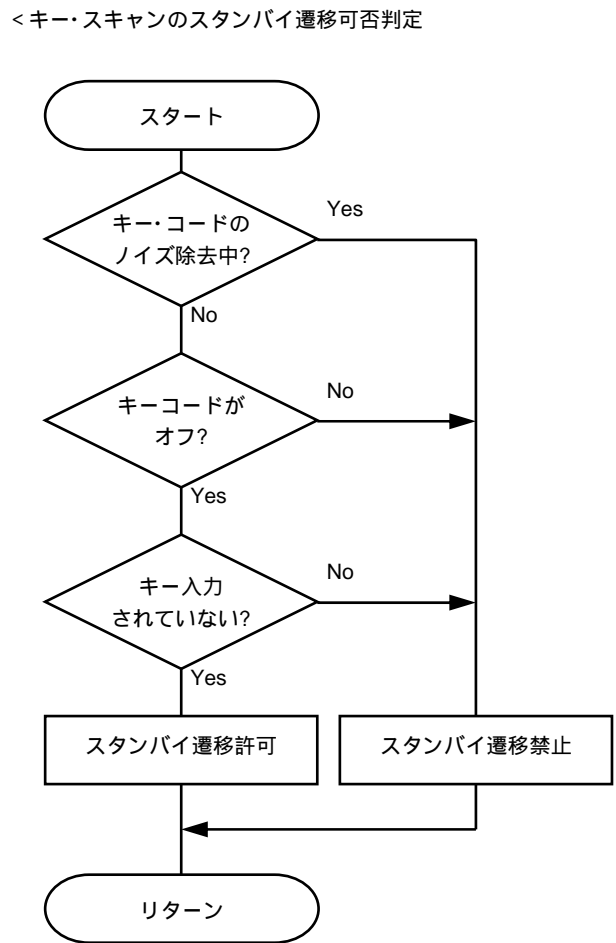 <キー・スキャンのスタンバイ遷移可否判定
スタート
キー・コードの
ノイズ除去中?
Yes
No
キーコードが
オフ?
No
Yes
キー入力
されていない?
No
Yes
スタンバイ遷移許可
スタンバイ遷移禁止
リターン